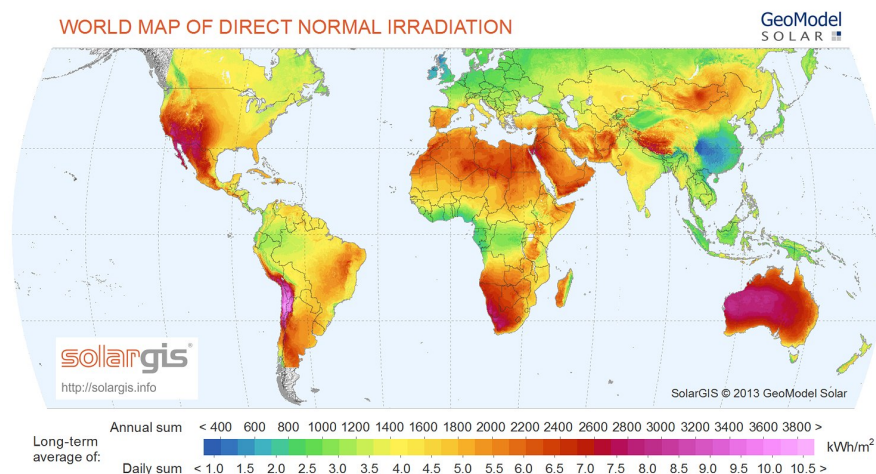 WORLD MAP OF DIRECT NORMAL IRRADIATION
GeoModel
SOLAR
solargis®
http://solargis.info
SolarGIS © 2013 GeoModel Solar
Annual sum < 400 600 800 1000 1200 1400 1600 1800 2000 2200 2400 2600 2800 3000 3200 3400 3600 3800 >
Long-term
average of:
kWh/m²
Daily sum < 1.0 1.5 2.0 2.5 3.0 3.5 4.0 4.5 5.0 5.5 6.0 6.5 7.0 7.5 8.0 8.5 9.0 9.5 10.0 10.5 >